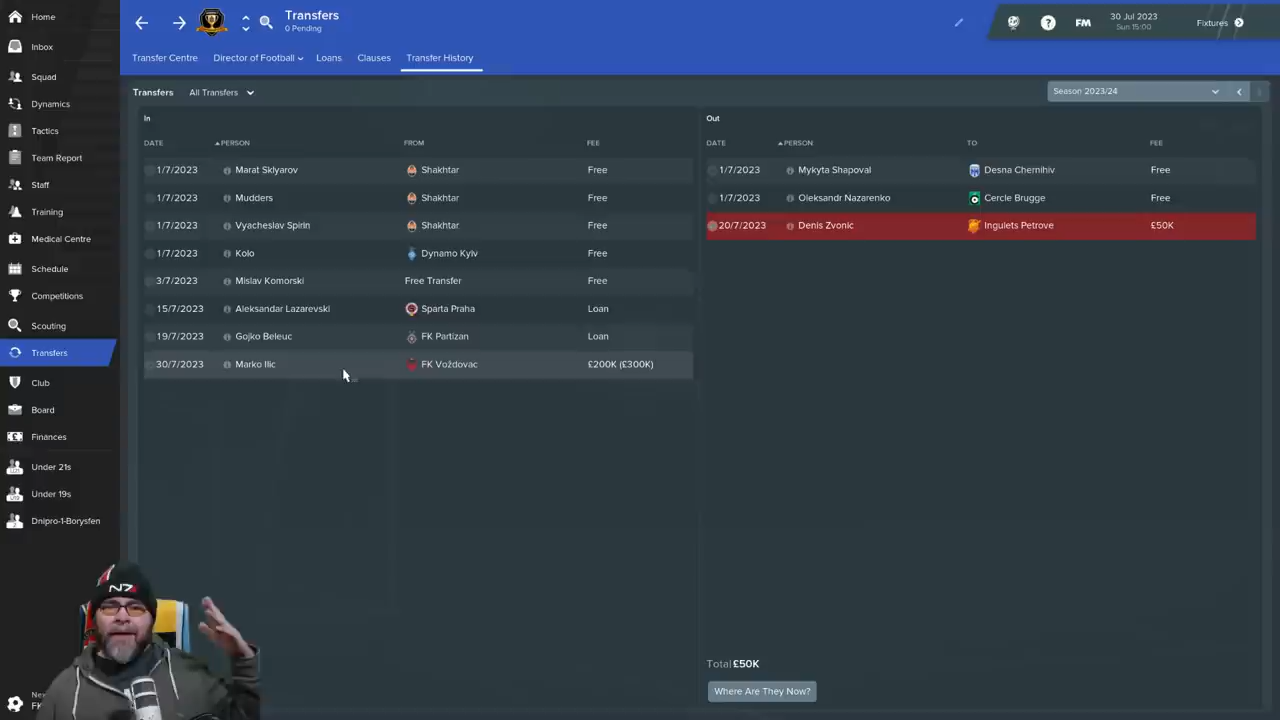 Home
Inbox
Squad
Dynamics
Tactics
Team Report
Staff
Training
Medical Centre
Schedule
Competitions
Scouting
Transfers
Club
Board
Finances
Under 21s
Under 19s
Dnipro-1-Borysfen
Transfers
0 Pending
FM
30 Jul 2023
Sun 15:00
Fixtures
Transfer Centre
Director of Football
Loans
Clauses
Transfer History
Transfers
All Transfers
Season 2023/24
In
DATE PERSON FROM FEE
1/7/2023 Marat Sklyarov Shakhtar Free
1/7/2023 Mudders Shakhtar Free
1/7/2023 Vyacheslav Spirin Shakhtar Free
1/7/2023 Kolo Dynamo Kyiv Free
3/7/2023 Mislav Komorski Free Transfer Free
15/7/2023 Aleksandar Lazarevski Sparta Praha Loan
19/7/2023 Gojko Beleuc FK Partizan Loan
30/7/2023 Marko Ilic FK Voždovac £200K (£300K)
Out
DATE PERSON TO FEE
1/7/2023 Mykyta Shapoval Desna Chernihiv Free
1/7/2023 Oleksandr Nazarenko Cercle Brugge Free
20/7/2023 Denis Zvonic Ingulets Petrove £50K
Total £50K
Where Are They Now?
N7